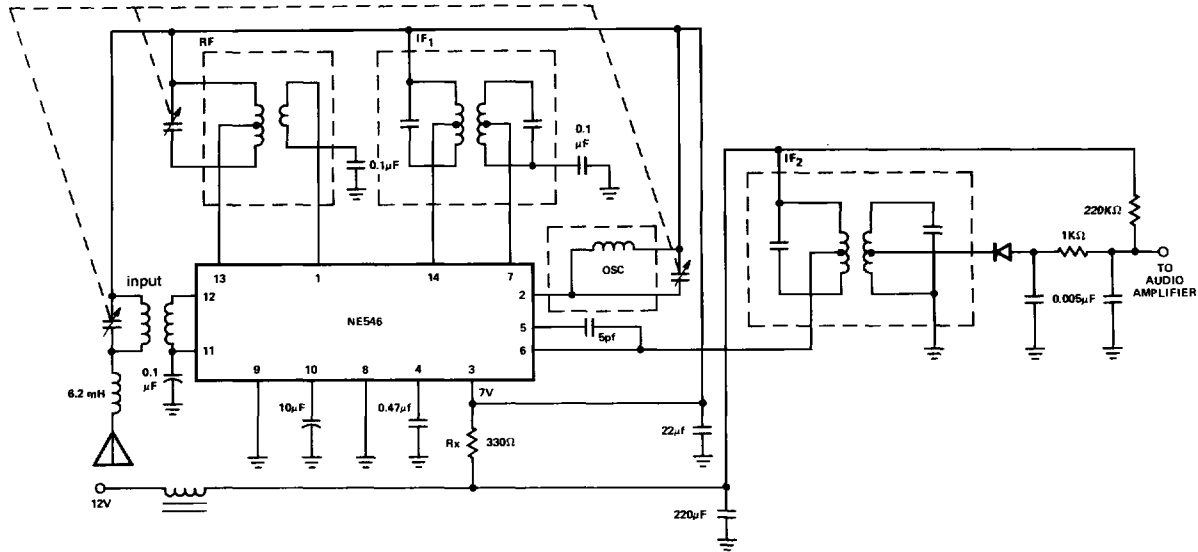 RF
IF1
0.1µF
0.1
µF
IF2
220KΩ
1KΩ
TO
AUDIO
AMPLIFIER
0.005µF
OSC
input
13
1
14
7
12
2
NE546
5
5pf
11
6
9
10
8
4
3
7V
0.1
µF
6.2 mH
10µF
0.47µf
Rx
330Ω
22µf
12V
220µF